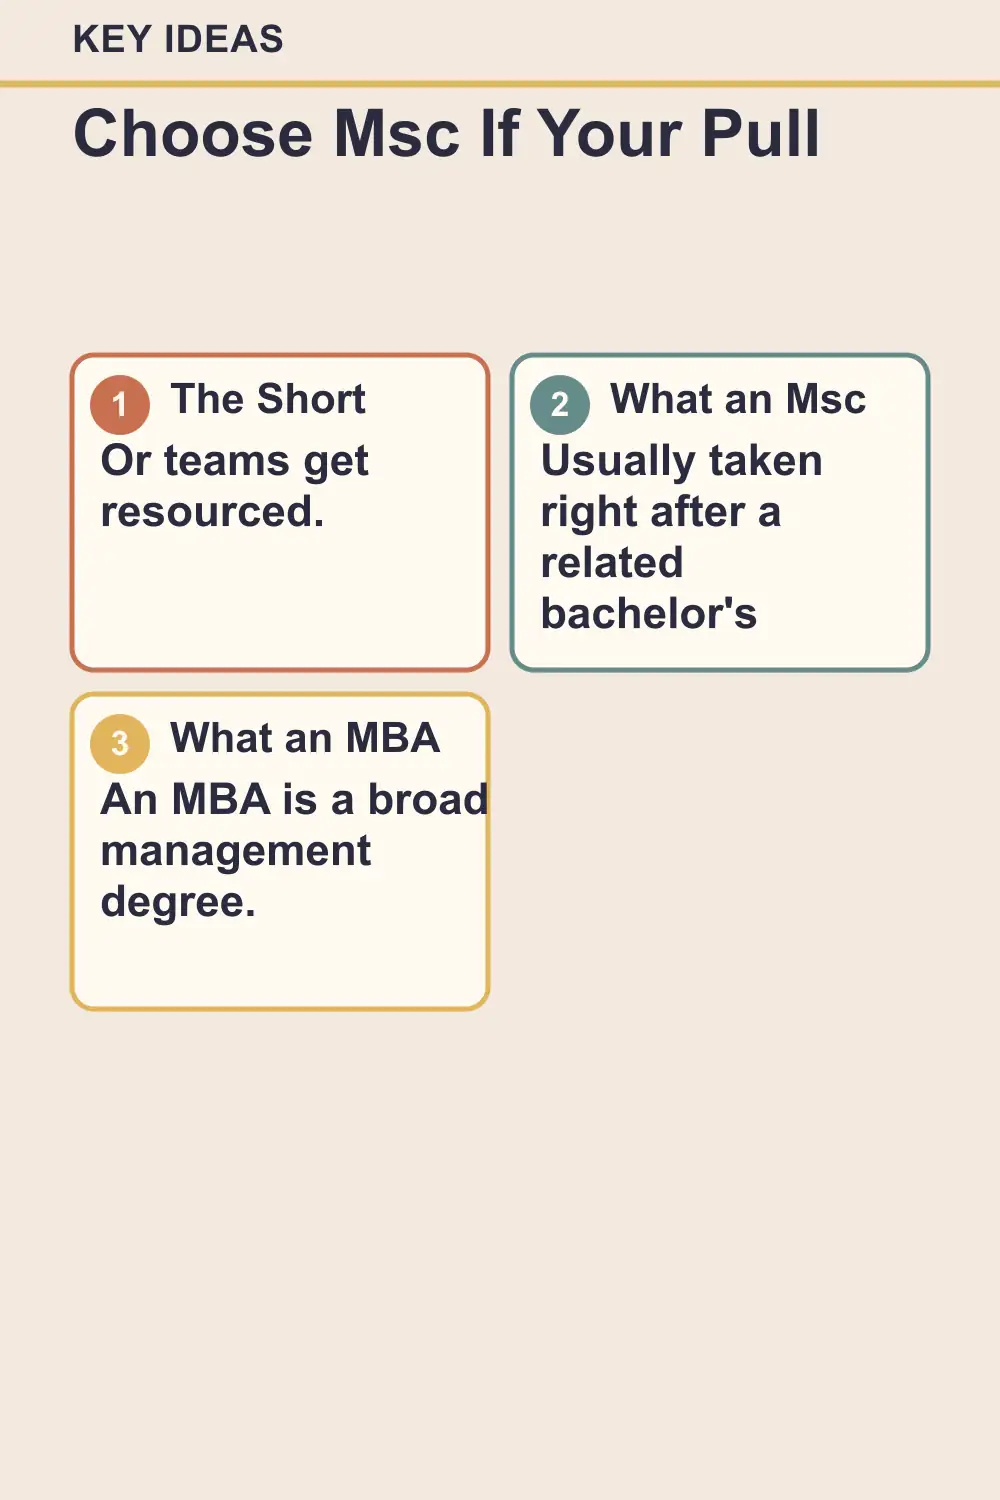 KEY IDEAS
Choose Msc If Your Pull
1 The Short
Or teams get
resourced.
2 What an Msc
Usually taken
right after a
related
bachelor's
3 What an MBA
An MBA is a broad
management
degree.